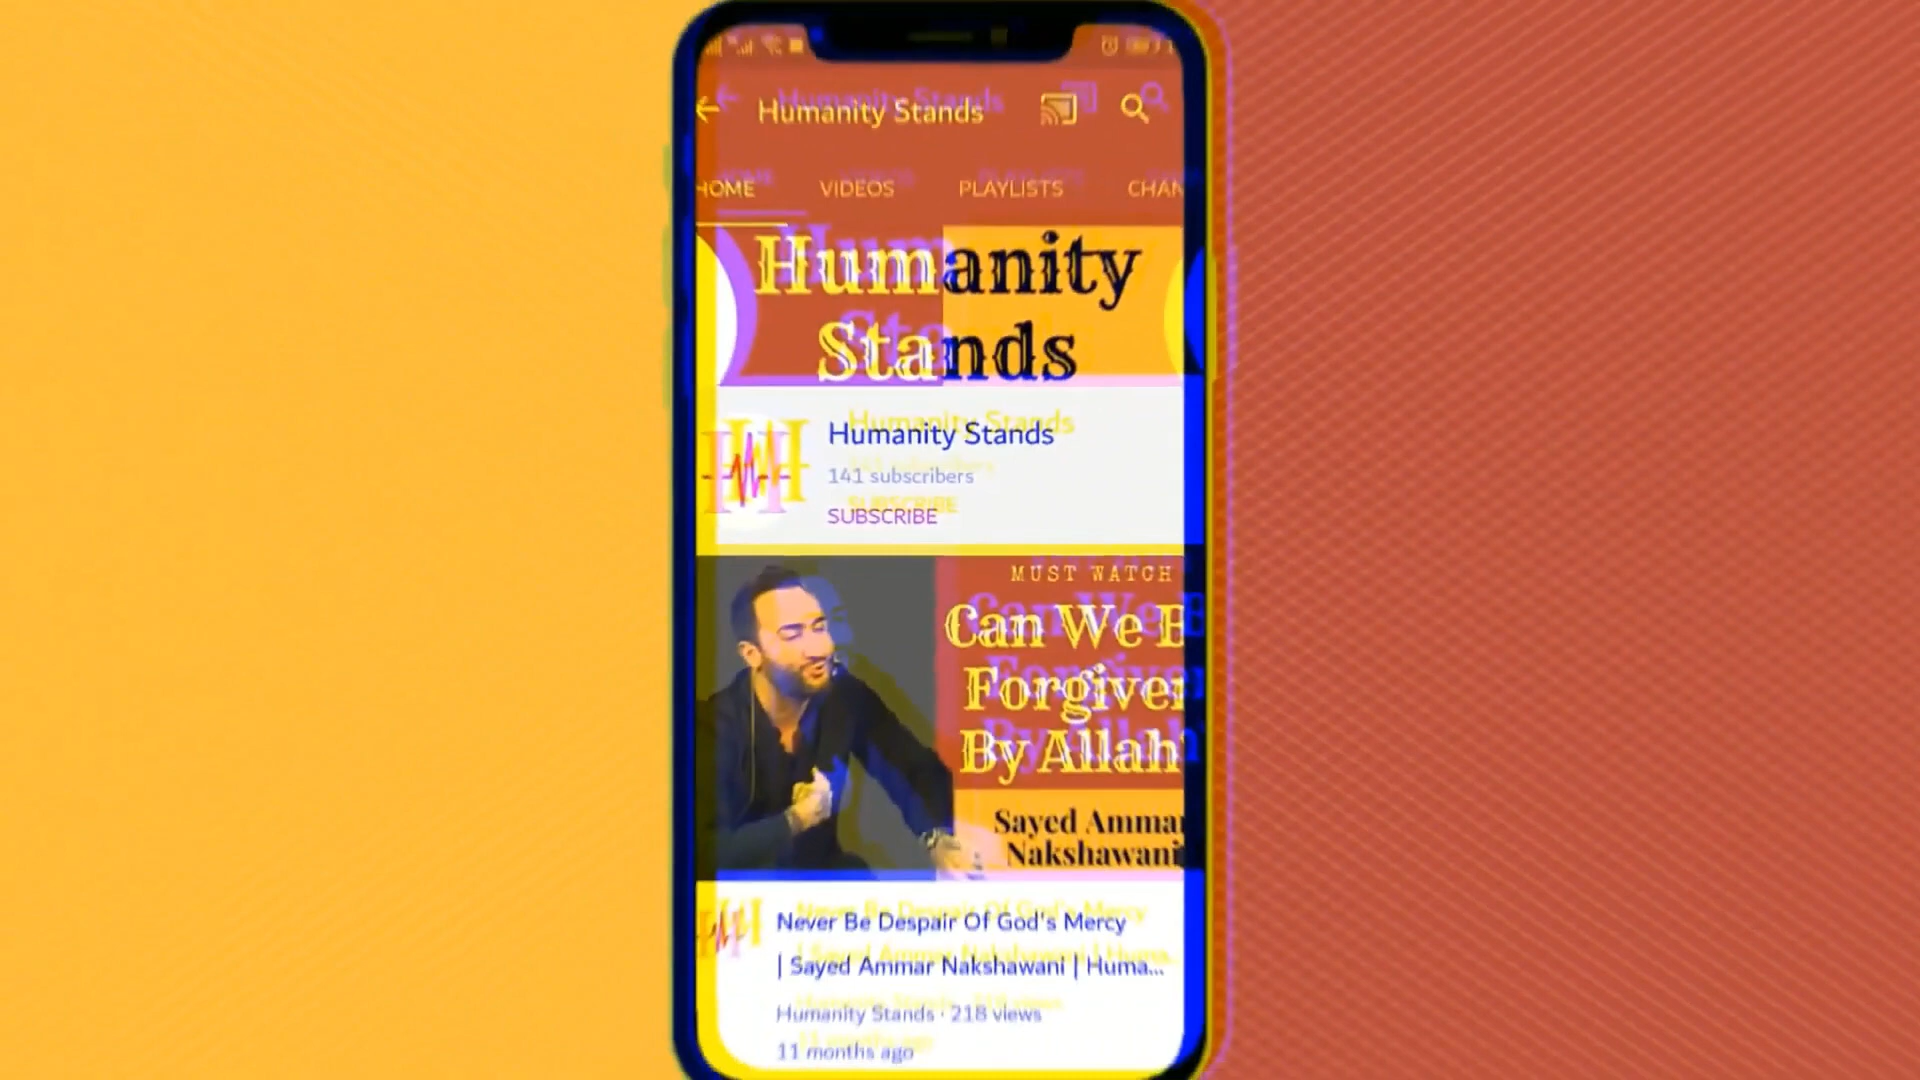 Humanity Stands
HOME VIDEOS PLAYLISTS CHAN
Humanity
Stands
Humanity Stands
141 subscribers
SUBSCRIBE
MUST WATCH
Can We B
Forgiven
By Allah
Sayed Ammar
Nakshawani
Never Be Despair Of God's Mercy
| Sayed Ammar Nakshawani | Huma...
Humanity Stands · 218 views
11 months ago